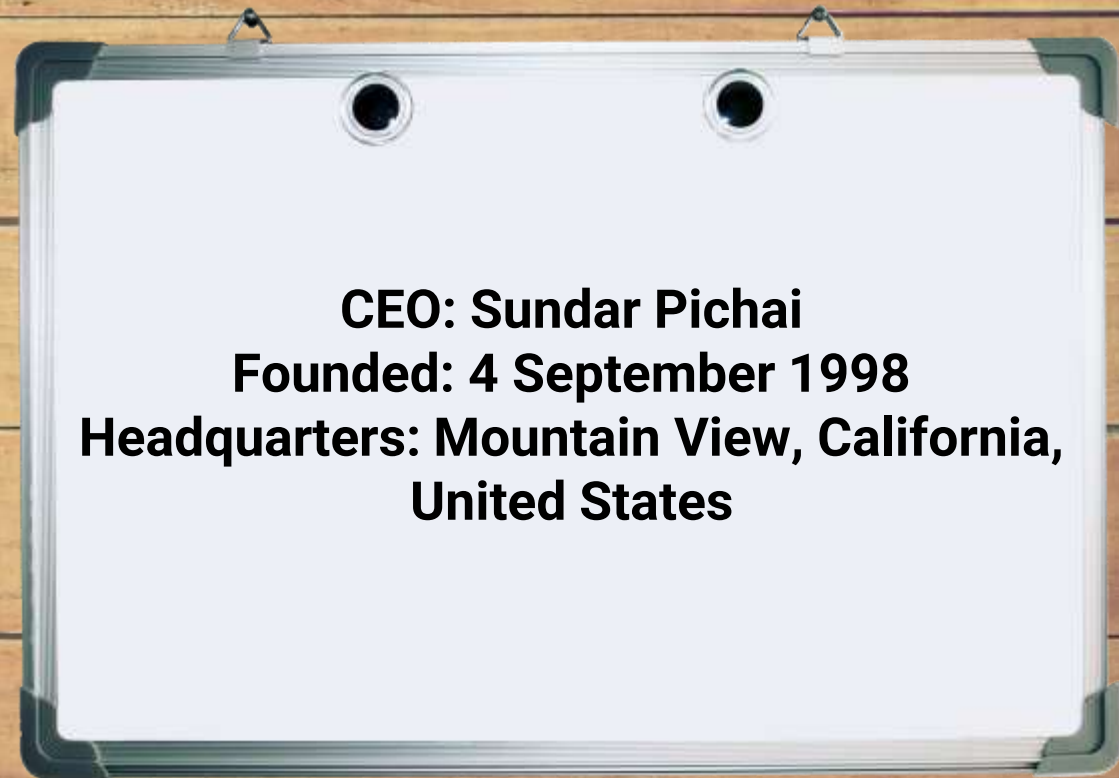 CEO: Sundar Pichai
Founded: 4 September 1998
Headquarters: Mountain View, California,
United States